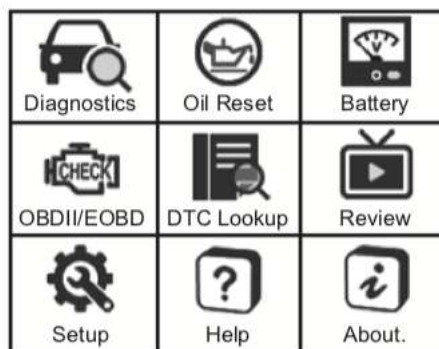 V
Diagnostics Oil Reset Battery
CHECK
OBDII/EOBD DTC Lookup Review
?
i
Setup Help About.